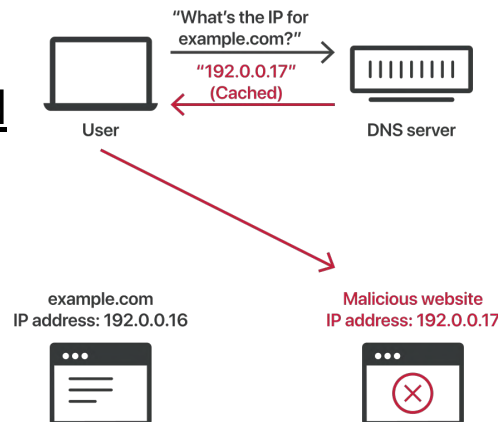 “What’s the IP for
example.com?”
“192.0.0.17”
(Cached)
User
DNS server
example.com
IP address: 192.0.0.16
Malicious website
IP address: 192.0.0.17